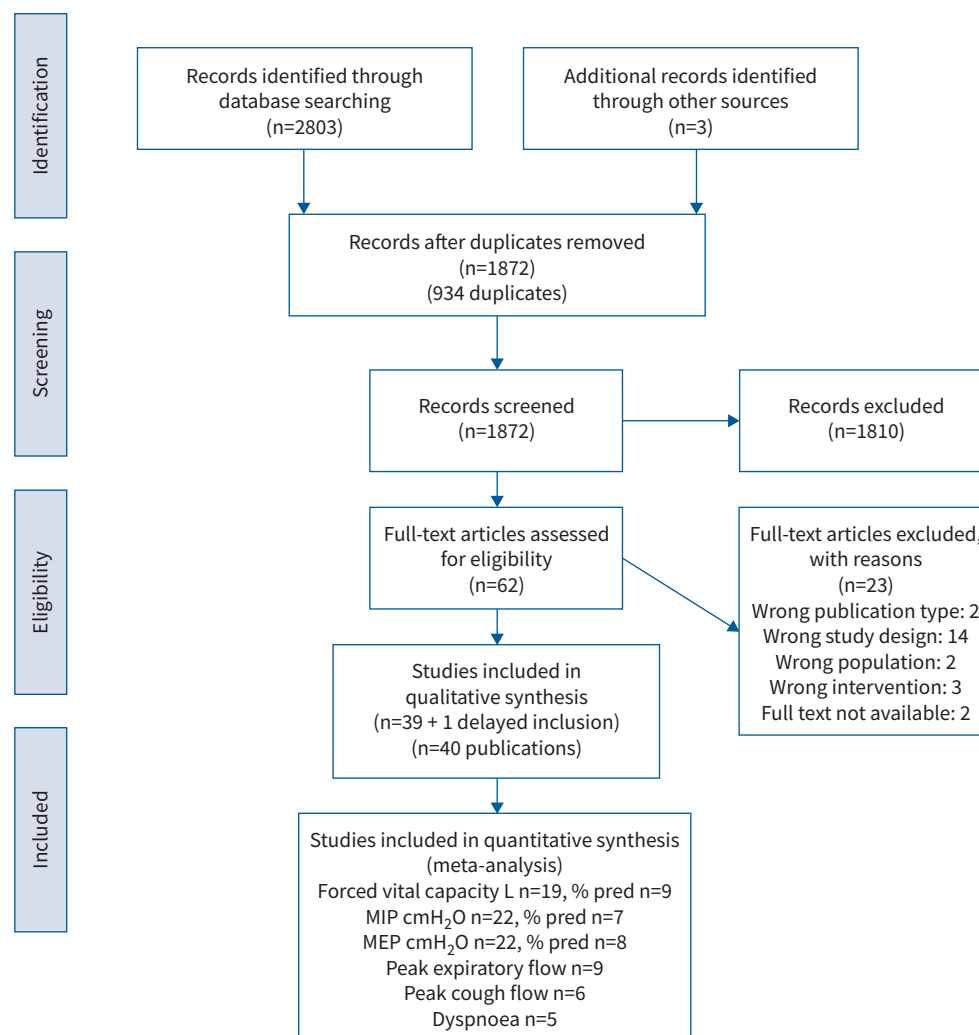 Identification
Records identified through
database searching
(n=2803)
Additional records identified
through other sources
(n=3)
Records after duplicates removed
(n=1872)
(934 duplicates)
Screening
Records screened
(n=1872)
Records excluded
(n=1810)
Eligibility
Full-text articles assessed
for eligibility
(n=62)
Full-text articles excluded,
with reasons
(n=23)
Wrong publication type: 2
Wrong study design: 14
Wrong population: 2
Wrong intervention: 3
Full text not available: 2
Studies included in
qualitative synthesis
(n=39 + 1 delayed inclusion)
(n=40 publications)
Included
Studies included in quantitative synthesis
(meta-analysis)
Forced vital capacity L n=19, % pred n=9
MIP cmH₂O n=22, % pred n=7
MEP cmH₂O n=22, % pred n=8
Peak expiratory flow n=9
Peak cough flow n=6
Dyspnoea n=5